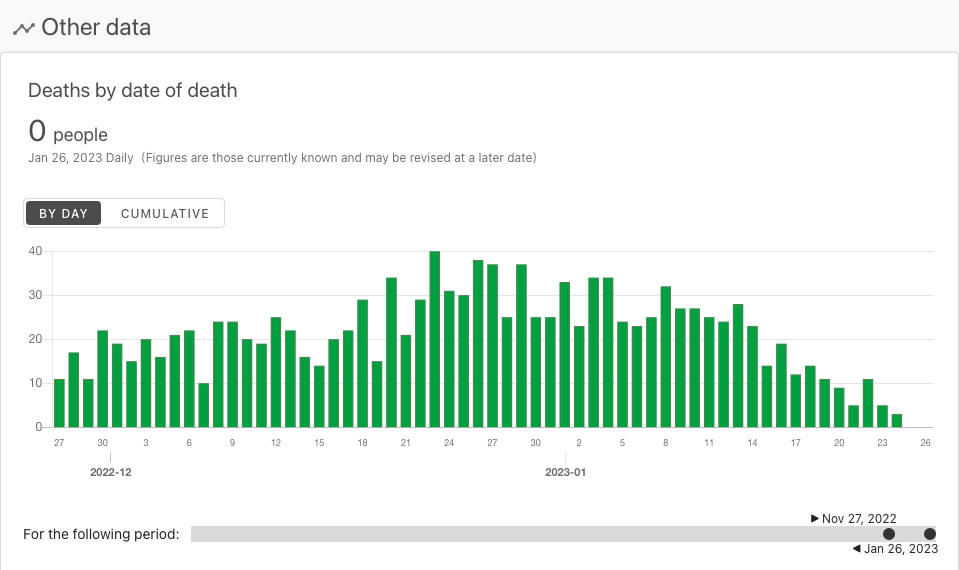 Other data
Deaths by date of death
0 people
Jan 26, 2023 Daily (Figures are those currently known and may be revised at a later date)
BY DAY CUMULATIVE
40
30
20
10
0
27 30 3 6 9 12 15 18 21 24 27 30 2 5 8 11 14 17 20 23 26
2022-12 2023-01
▶ Nov 27, 2022
For the following period:
◀ Jan 26, 2023